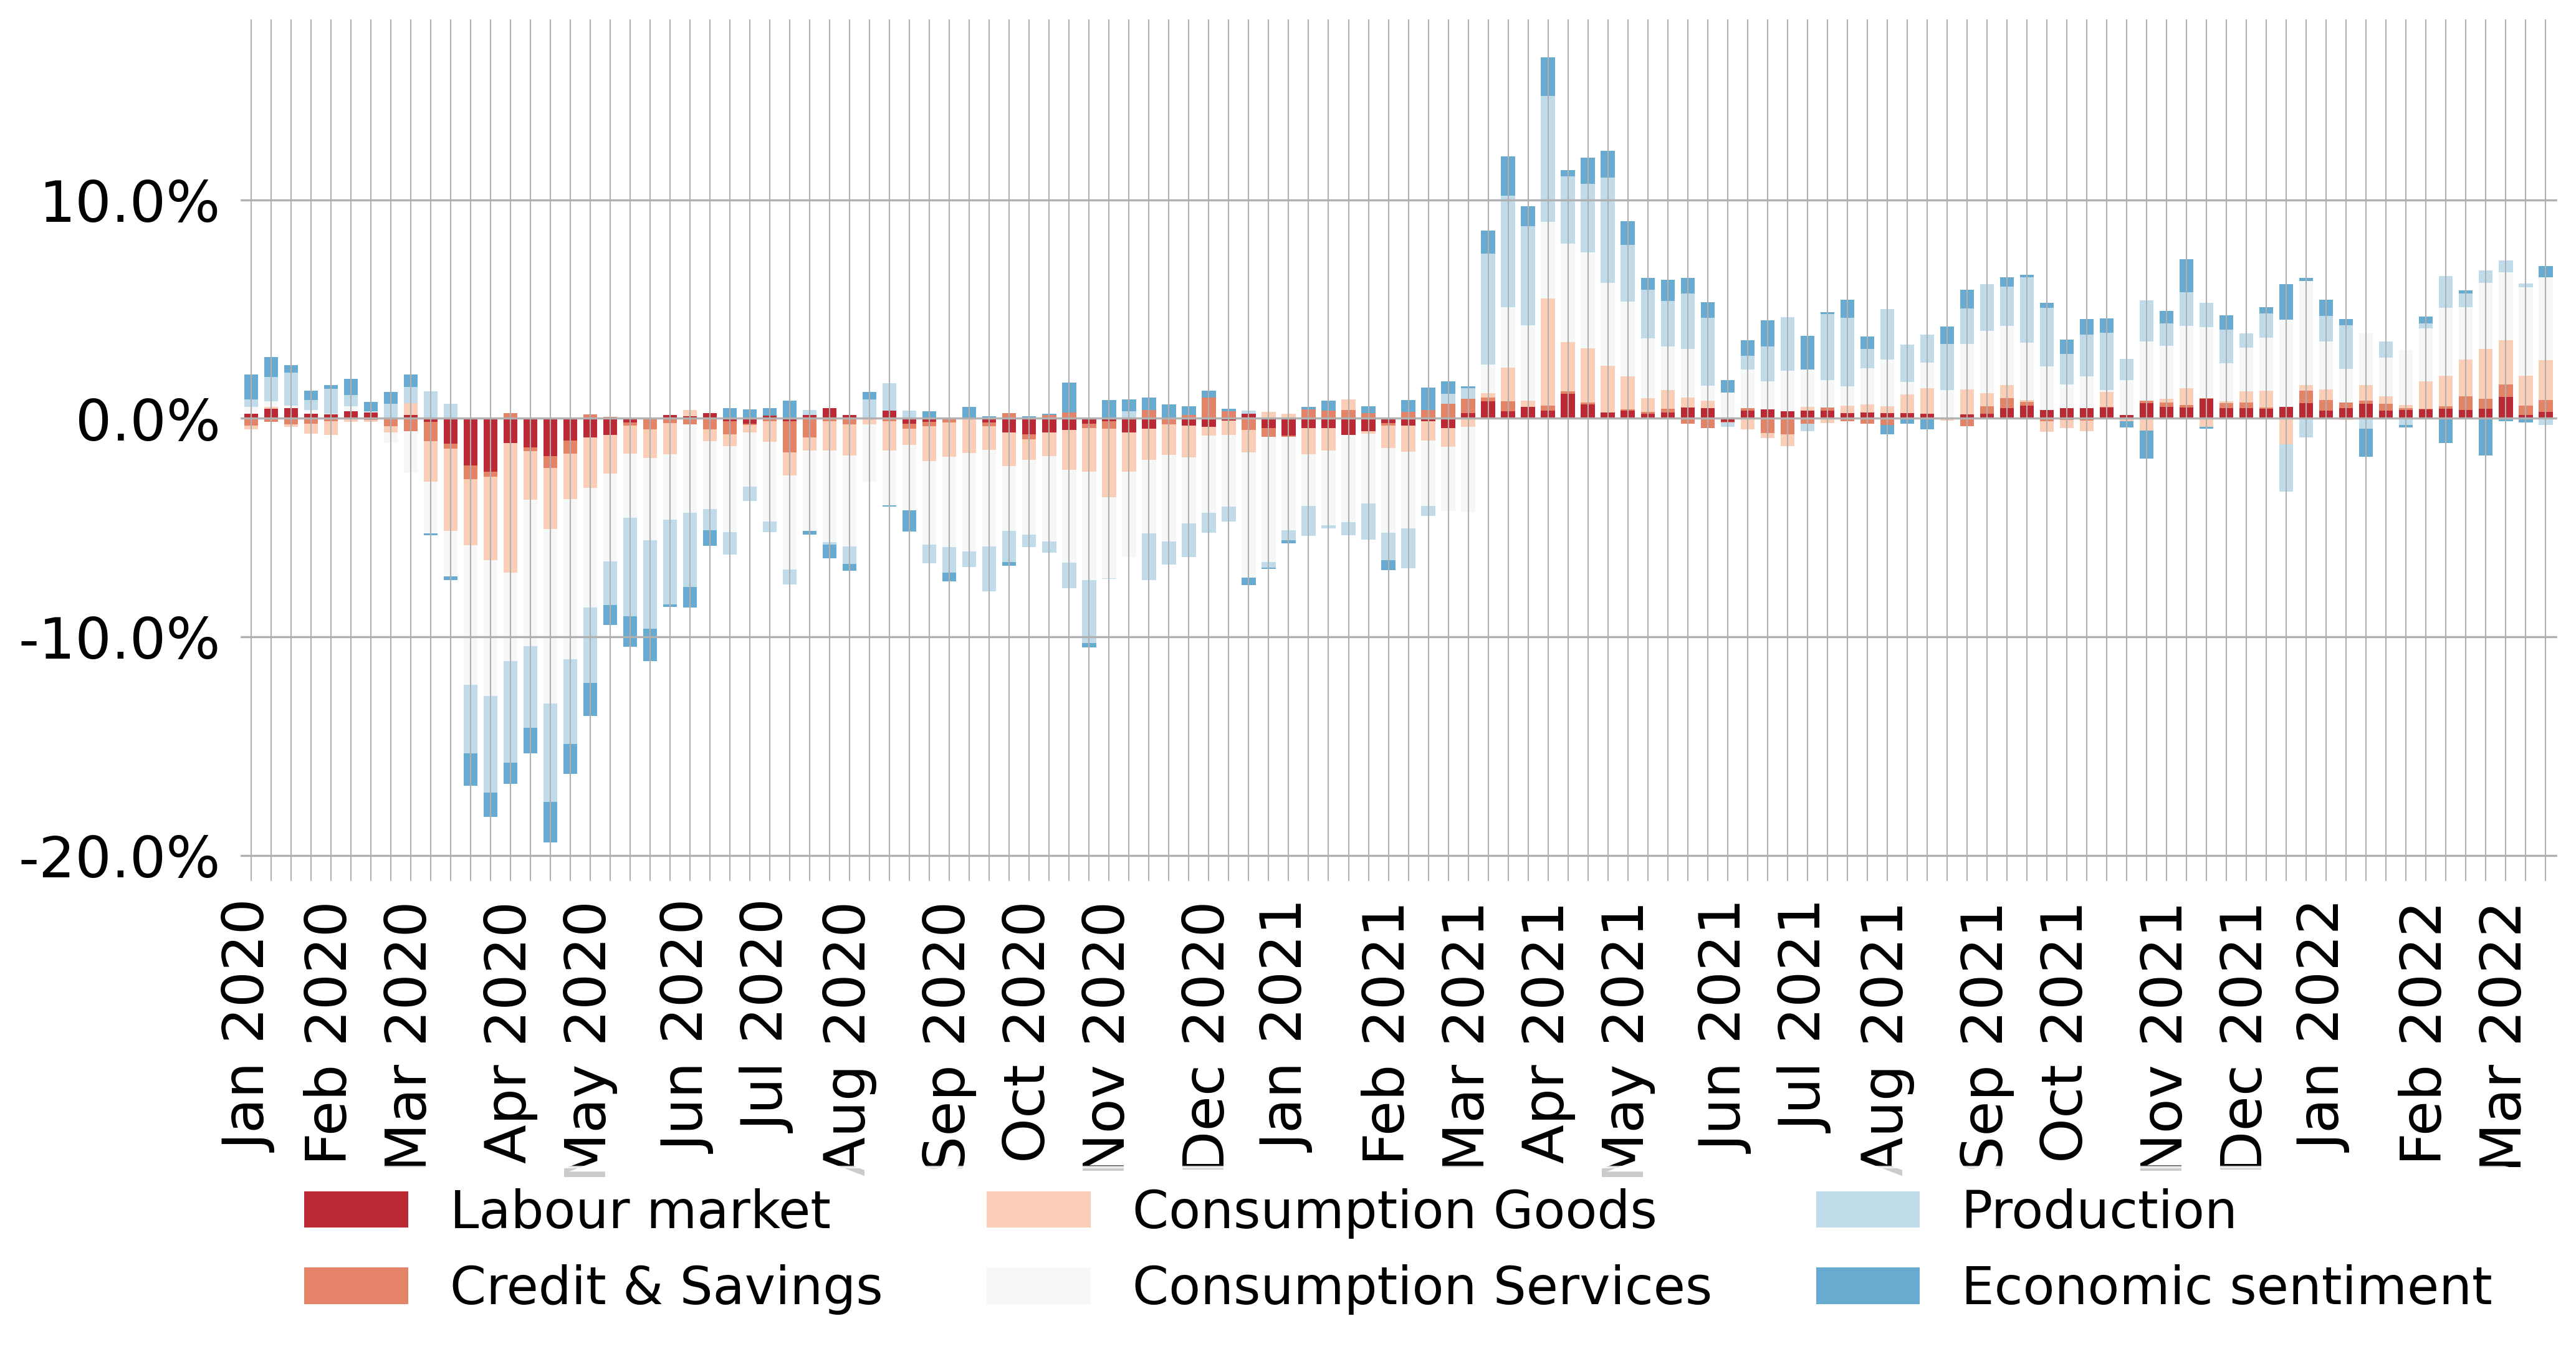 10.0%
0.0%
-10.0%
-20.0%
Jan 2020
Feb 2020
Mar 2020
Apr 2020
May 2020
Jun 2020
Jul 2020
Aug 2020
Sep 2020
Oct 2020
Nov 2020
Dec 2020
Jan 2021
Feb 2021
Mar 2021
Apr 2021
May 2021
Jun 2021
Jul 2021
Aug 2021
Sep 2021
Oct 2021
Nov 2021
Dec 2021
Jan 2022
Feb 2022
Mar 2022
Labour market
Credit & Savings
Consumption Goods
Consumption Services
Production
Economic sentiment